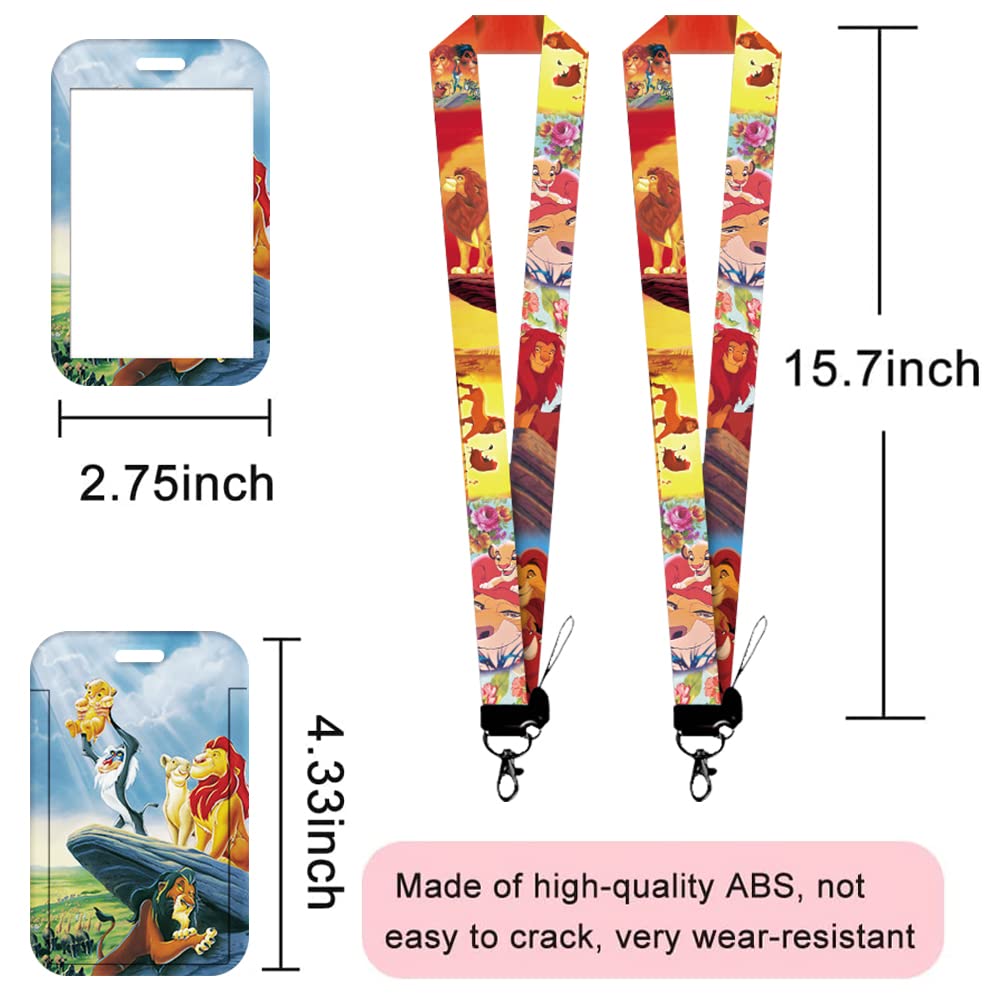 2.75inch
15.7inch
4.33inch
Made of high-quality ABS, not
easy to crack, very wear-resistant